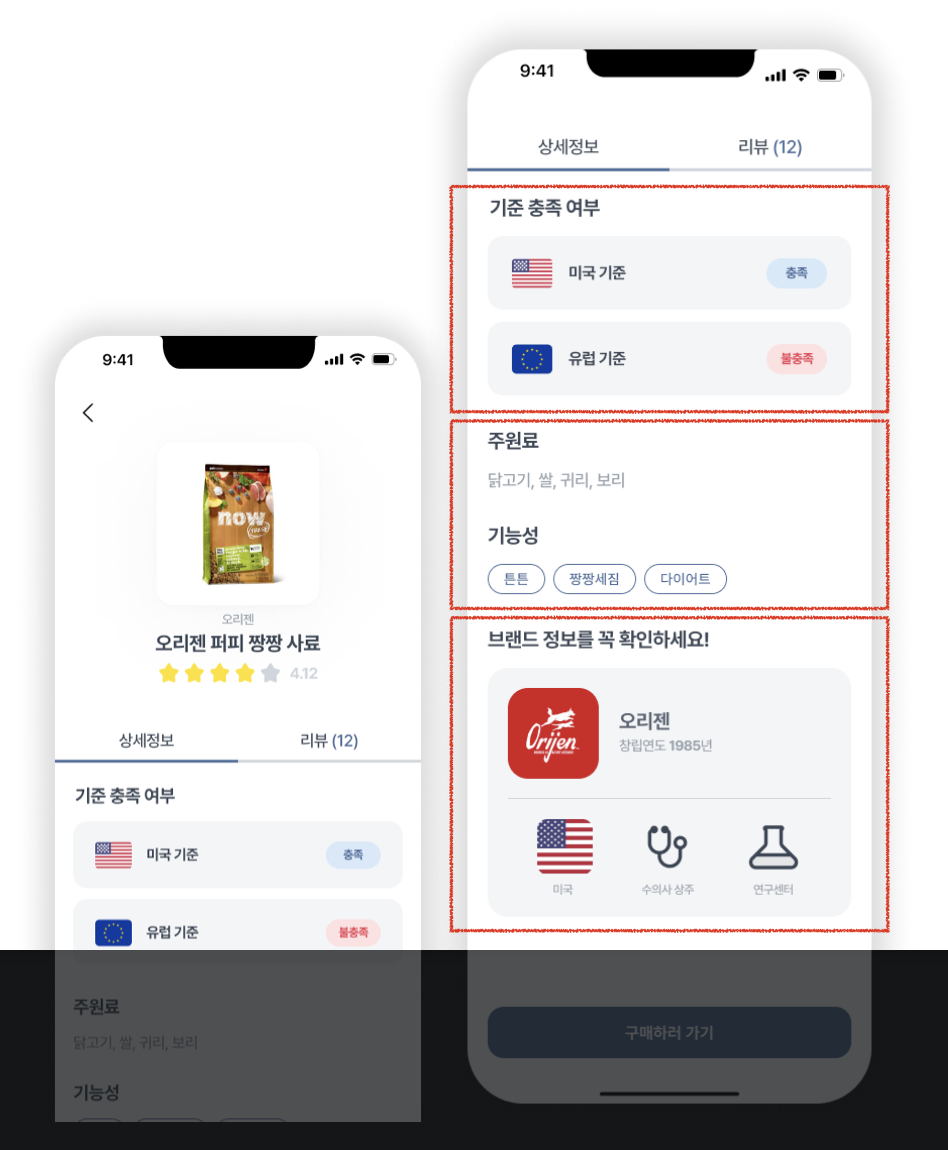 9:41
now
FRESH
오리젠
오리젠 퍼피 짱짱 사료
4.12
상세정보
리뷰 (12)
기준 충족 여부
미국 기준
충족
유럽 기준
불충족
주원료
닭고기, 쌀, 귀리, 보리
기능성
9:41
상세정보
리뷰 (12)
기준 충족 여부
미국 기준
충족
유럽 기준
불충족
주원료
닭고기, 쌀, 귀리, 보리
기능성
튼튼
짱짱세짐
다이어트
브랜드 정보를 꼭 확인하세요!
Orijen
오리젠
창립연도 1985년
미국
수의사 상주
연구센터
구매하러 가기